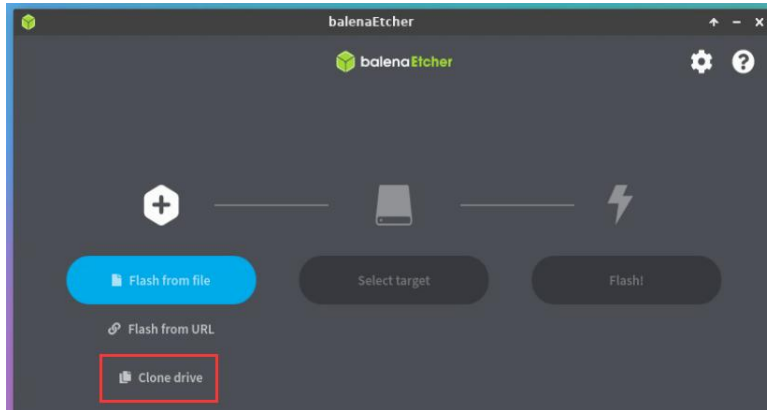 balenaEtcher
balenaEtcher
Flash from file
Select target
Flash!
Flash from URL
Clone drive